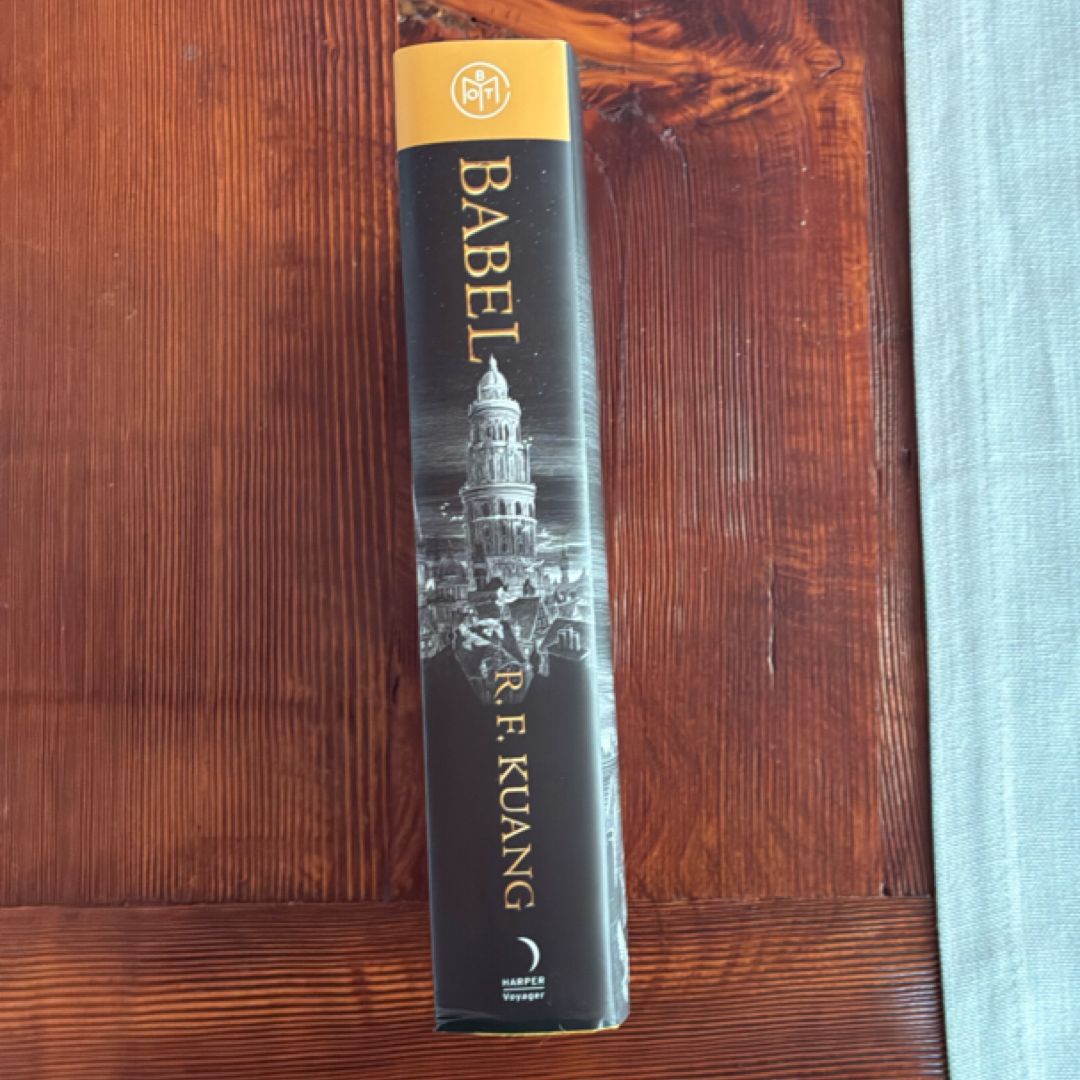 BOTM
BABEL
R. F. KUANG
HARPER
Voyager